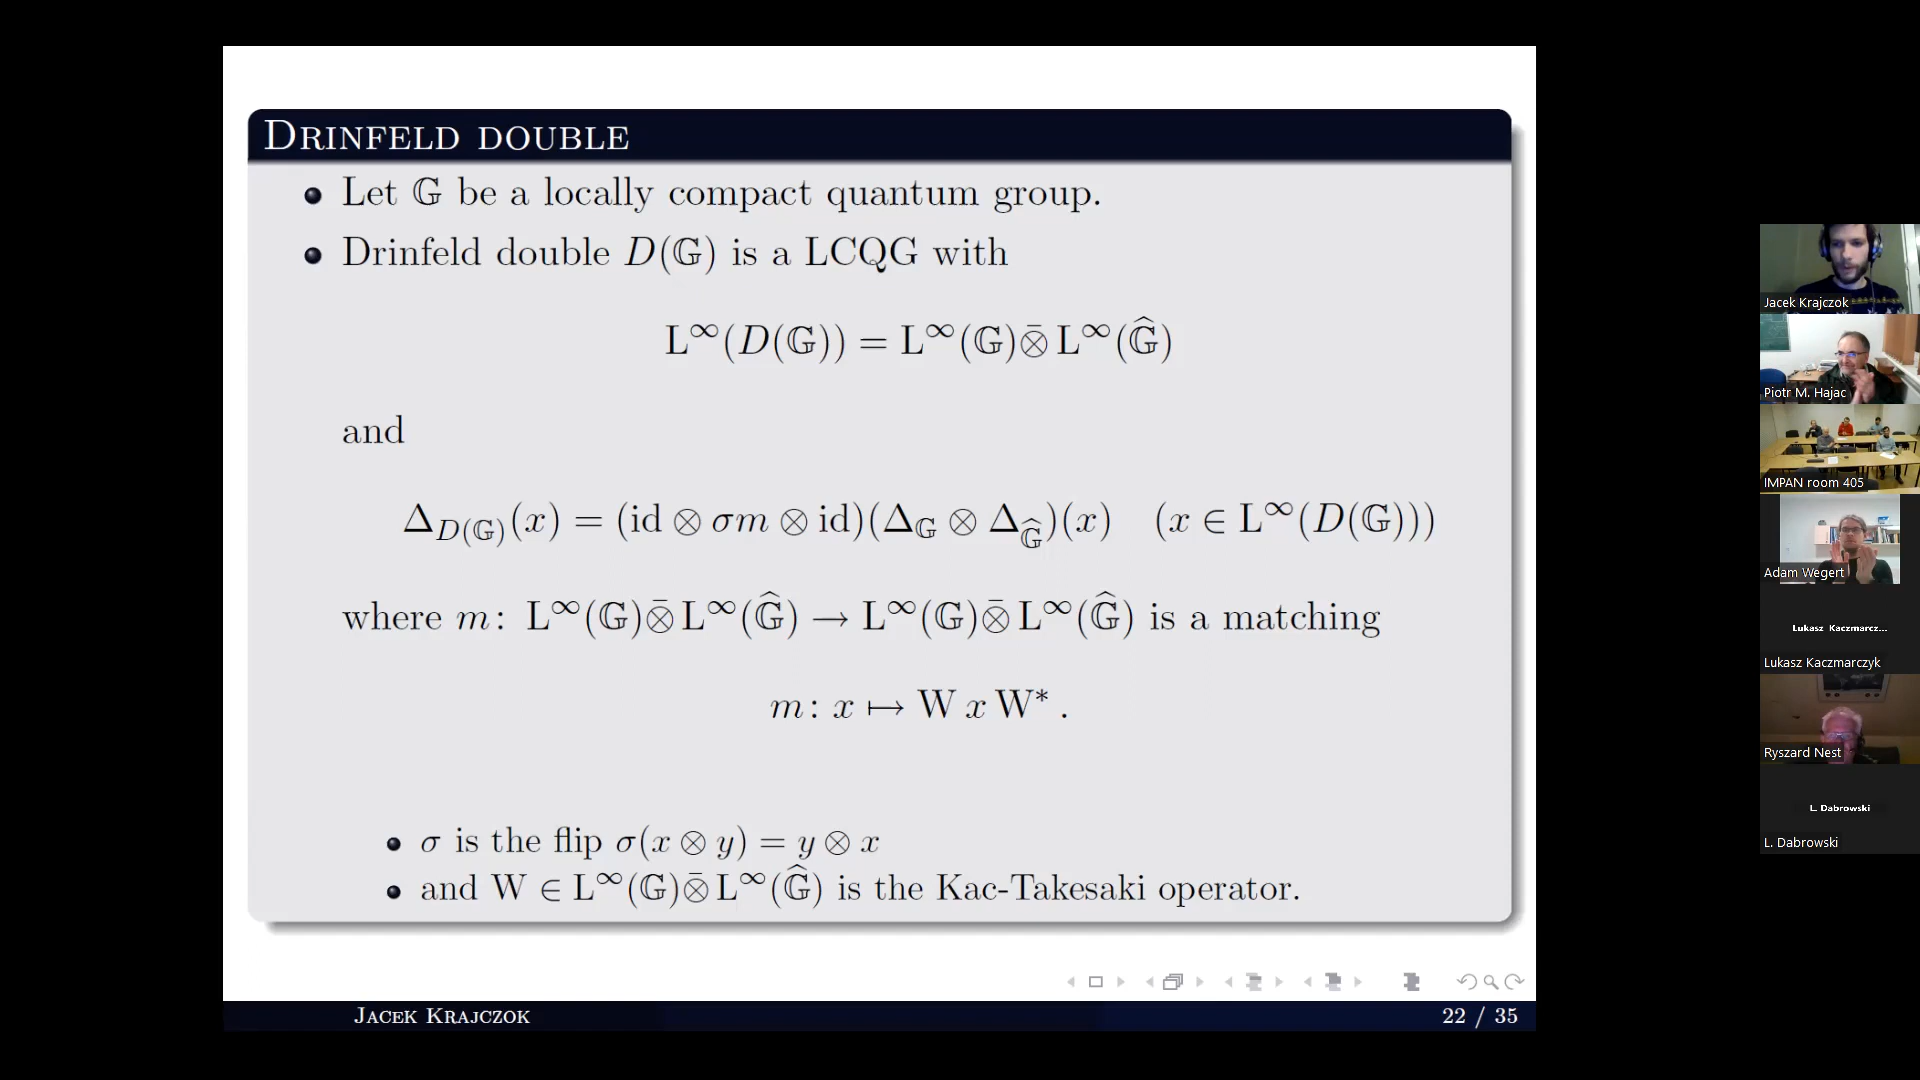 DRINFELD DOUBLE
• Let 𝔾 be a locally compact quantum group.
• Drinfeld double D(𝔾) is a LCQG with
L^∞(D(𝔾)) = L^∞(𝔾) ⊗̄ L^∞(𝔾̂)
and
Δ_{D(𝔾)}(x) = (id ⊗ σm ⊗ id)(Δ_𝔾 ⊗ Δ_𝔾̂)(x) (x ∈ L^∞(D(𝔾)))
where m: L^∞(𝔾) ⊗̄ L^∞(𝔾̂) → L^∞(𝔾) ⊗̄ L^∞(𝔾̂) is a matching
m: x ↦ W x W* .
• σ is the flip σ(x ⊗ y) = y ⊗ x
• and W ∈ L^∞(𝔾) ⊗̄ L^∞(𝔾̂) is the Kac-Takesaki operator.
JACEK KRAJCZOK
22 / 35
Jacek Krajczok
Piotr M. Hajac
IMPAN room 405
Adam Wegert
Lukasz Kaczmarcz...
Lukasz Kaczmarczyk
Ryszard Nest
L. Dabrowski
L. Dabrowski